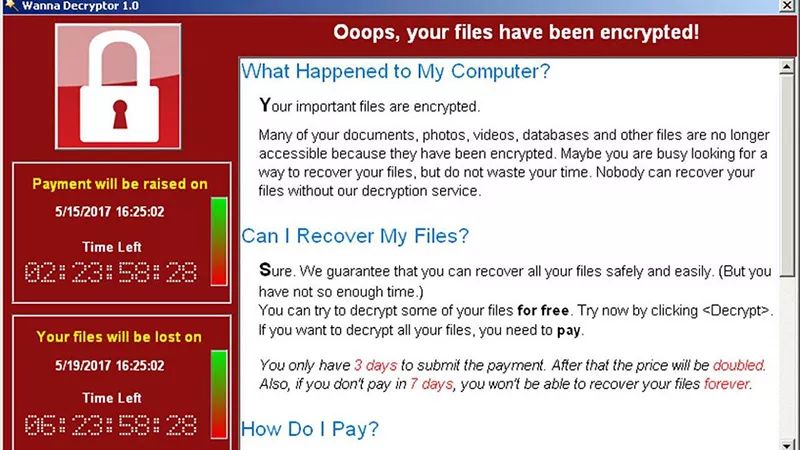 Wanna Decryptor 1.0
Ooops, your files have been encrypted!
Payment will be raised on
5/15/2017 16:25:02
Time Left
02:23:58:28
Your files will be lost on
5/19/2017 16:25:02
Time Left
06:23:58:28
What Happened to My Computer?
Your important files are encrypted.
Many of your documents, photos, videos, databases and other files are no longer
accessible because they have been encrypted. Maybe you are busy looking for a
way to recover your files, but do not waste your time. Nobody can recover your
files without our decryption service.
Can I Recover My Files?
Sure. We guarantee that you can recover all your files safely and easily. (But you
have not so enough time.)
You can try to decrypt some of your files for free. Try now by clicking <Decrypt>.
If you want to decrypt all your files, you need to pay.
You only have 3 days to submit the payment. After that the price will be doubled.
Also, if you don't pay in 7 days, you won't be able to recover your files forever.
How Do I Pay?